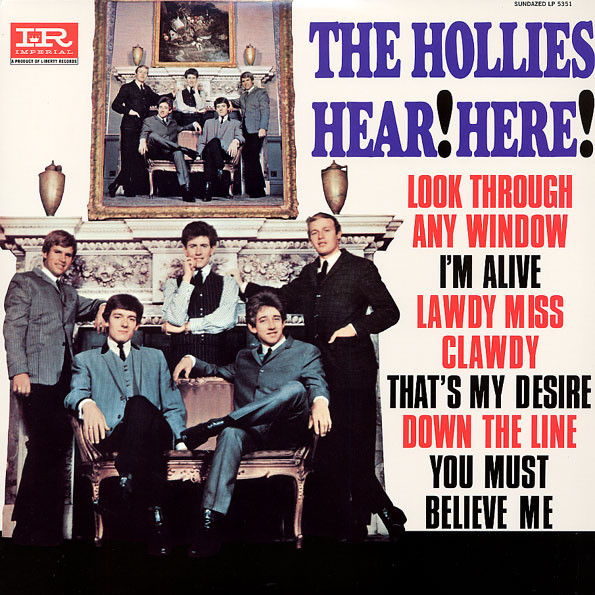 SUNDAZED LP 5351
IR
IMPERIAL
A PRODUCT OF LIBERTY RECORDS
THE HOLLIES
HEAR! HERE!
LOOK THROUGH
ANY WINDOW
I'M ALIVE
LAWDY MISS
CLAWDY
THAT'S MY DESIRE
DOWN THE LINE
YOU MUST
BELIEVE ME